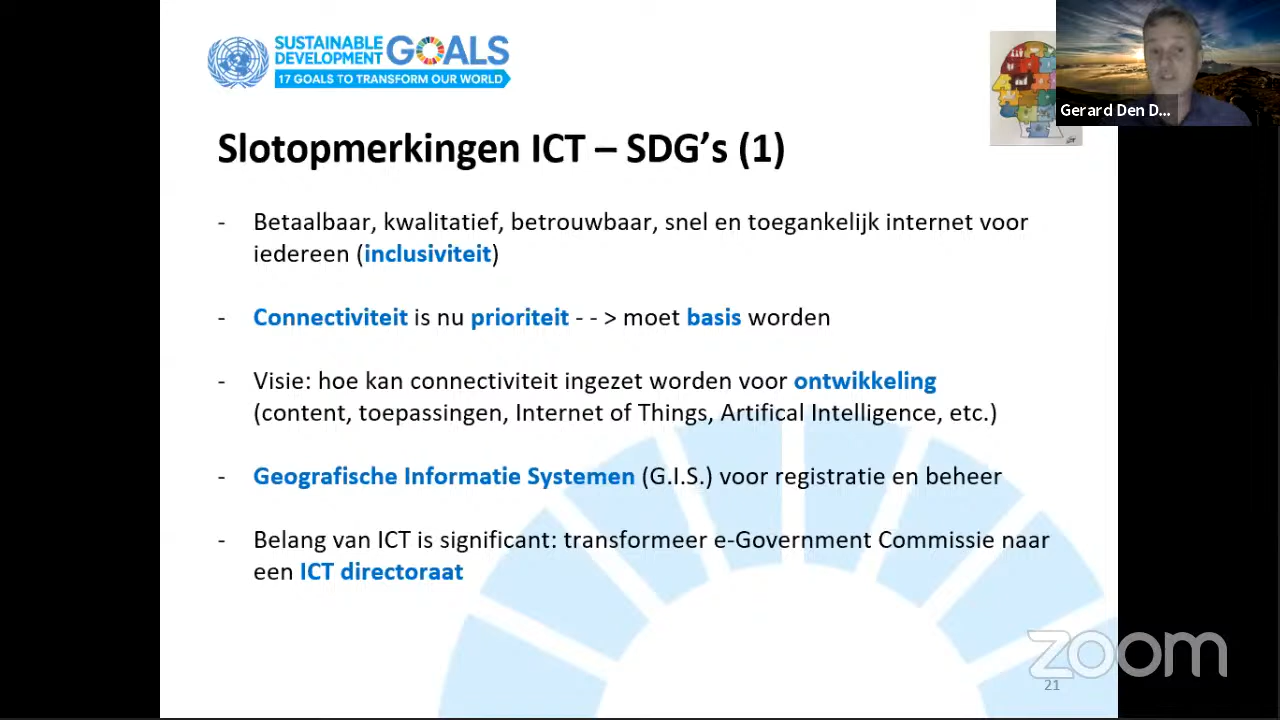 SUSTAINABLE
DEVELOPMENT
GOALS
17 GOALS TO TRANSFORM OUR WORLD
Gerard Den D...
Slotopmerkingen ICT – SDG’s (1)
- Betaalbaar, kwalitatief, betrouwbaar, snel en toegankelijk internet voor
iedereen (inclusiviteit)
- Connectiviteit is nu prioriteit - - > moet basis worden
- Visie: hoe kan connectiviteit ingezet worden voor ontwikkeling
(content, toepassingen, Internet of Things, Artifical Intelligence, etc.)
- Geografische Informatie Systemen (G.I.S.) voor registratie en beheer
- Belang van ICT is significant: transformeer e-Government Commissie naar
een ICT directoraat
zoom
21